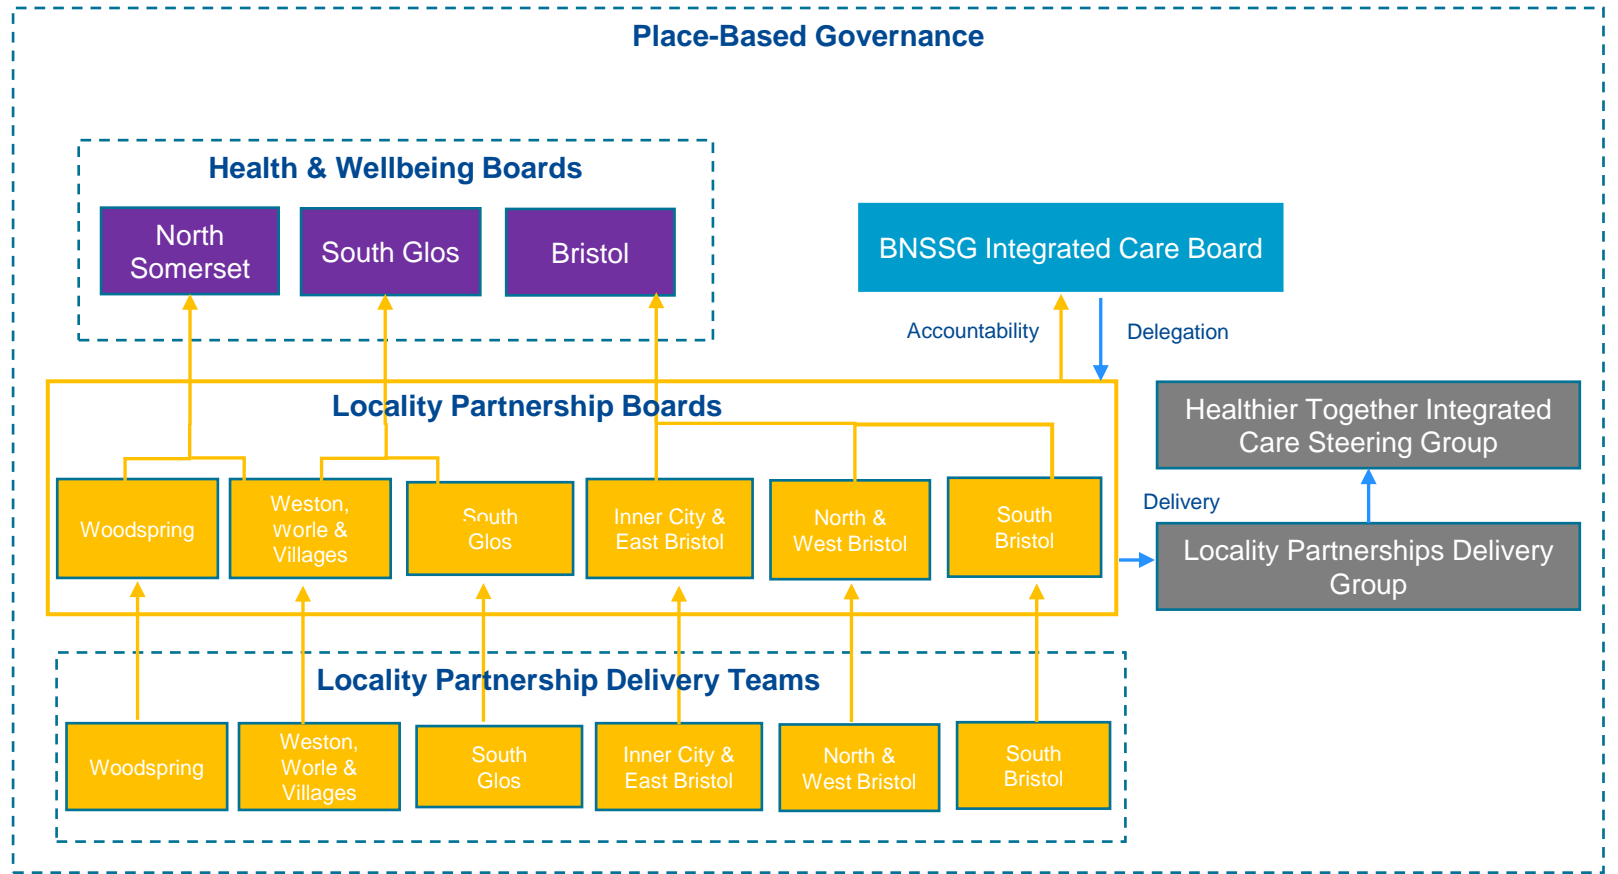 Place-Based Governance
Health & Wellbeing Boards
North
Somerset
South Glos
Bristol
BNSSG Integrated Care Board
Accountability
Delegation
Locality Partnership Boards
Healthier Together Integrated
Care Steering Group
Woodspring
Weston,
Worle &
Villages
South
Glos
Inner City &
East Bristol
North &
West Bristol
South
Bristol
Delivery
Locality Partnerships Delivery
Group
Locality Partnership Delivery Teams
Woodspring
Weston,
Worle &
Villages
South
Glos
Inner City &
East Bristol
North &
West Bristol
South
Bristol